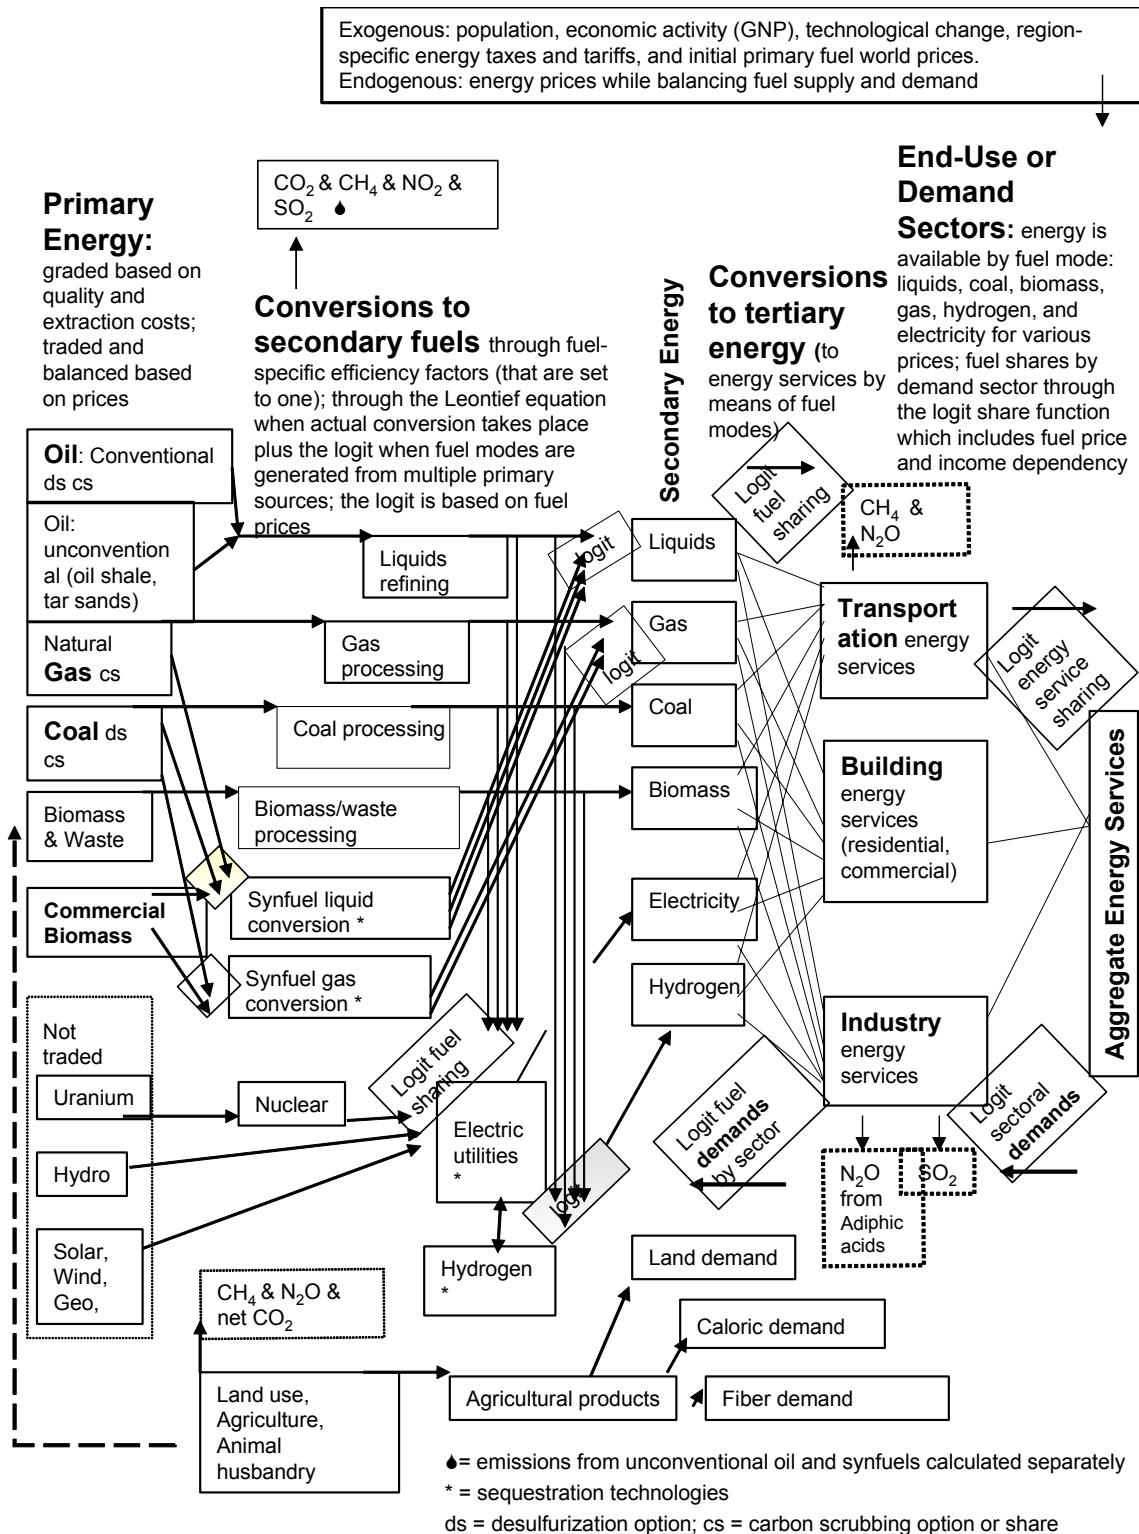 Exogenous: population, economic activity (GNP), technological change, region-
specific energy taxes and tariffs, and initial primary fuel world prices.
Endogenous: energy prices while balancing fuel supply and demand
CO2 & CH4 & NO2 &
SO2
Primary
Energy:
graded based on
quality and
extraction costs;
traded and
balanced based
on prices
Conversions to
secondary fuels through fuel-
specific efficiency factors (that are set
to one); through the Leontief equation
when actual conversion takes place
plus the logit when fuel modes are
generated from multiple primary
sources; the logit is based on fuel
prices
Secondary Energy
Conversions
to tertiary
energy (to
energy services by
means of fuel
modes)
End-Use or
Demand
Sectors: energy is
available by fuel mode:
liquids, coal, biomass,
gas, hydrogen, and
electricity for various
prices; fuel shares by
demand sector through
the logit share function
which includes fuel price
and income dependency
Oil: Conventional
ds cs
Oil:
unconvention
al (oil shale,
tar sands)
Natural
Gas cs
Coal ds
cs
Biomass
& Waste
Commercial
Biomass
Not
traded
Uranium
Hydro
Solar,
Wind,
Geo,
Liquids
refining
Gas
processing
Coal processing
Biomass/waste
processing
Synfuel liquid
conversion *
Synfuel gas
conversion *
Nuclear
Logit fuel
sharing
Electric
utilities
*
Hydrogen
*
logit
logit
logit
Liquids
Gas
Coal
Biomass
Electricity
Hydrogen
Logit
fuel
sharing
CH4 &
N2O
Transport
ation energy
services
Building
energy
services
(residential,
commercial)
Industry
energy
services
Logit
energy
service
sharing
Aggregate Energy Services
Logit fuel
demands
by sector
Logit
sectoral
demands
N2O
from
Adiphic
acids
SO2
CH4 & N2O &
net CO2
Land use,
Agriculture,
Animal
husbandry
Agricultural products
Land demand
Caloric demand
Fiber demand
= emissions from unconventional oil and synfuels calculated separately
* = sequestration technologies
ds = desulfurization option; cs = carbon scrubbing option or share